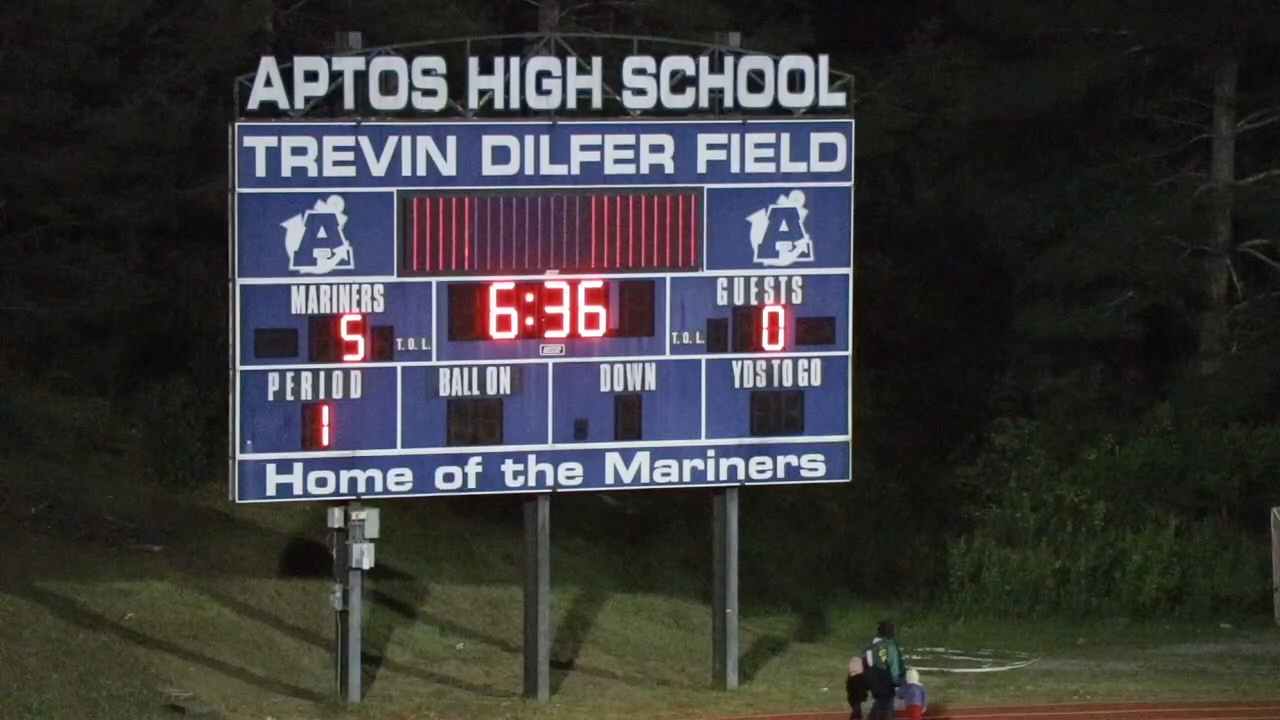 APTOS HIGH SCHOOL
TREVIN DILFER FIELD
A A
MARINERS 6:36 GUESTS
5 T.O.L. T.O.L. 0
PERIOD BALL ON DOWN YDS TO GO
1
Home of the Mariners